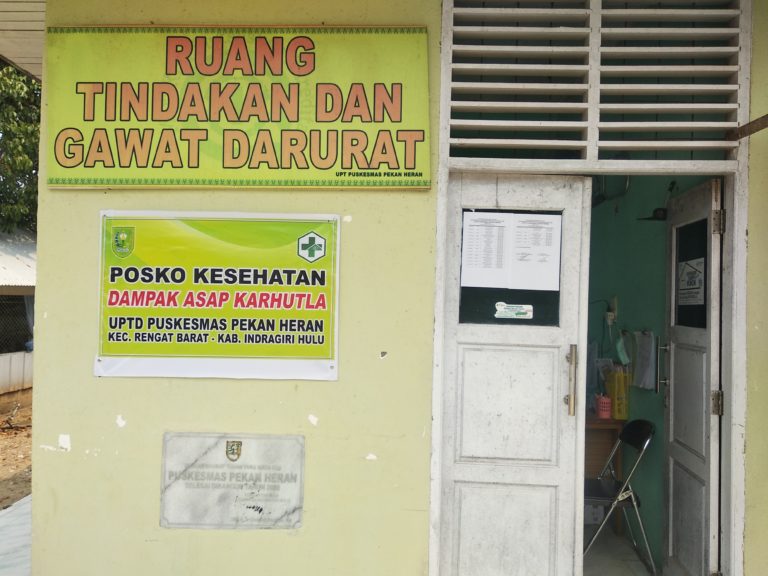 RUANG
TINDAKAN DAN
GAWAT DARURAT
UPT PUSKESMAS PEKAN HERAN
POSKO KESEHATAN
DAMPAK ASAP KARHUTLA
UPTD PUSKESMAS PEKAN HERAN
KEC. RENGAT BARAT - KAB. INDRAGIRI HULU
PUSKESMAS PEKAN HERAN